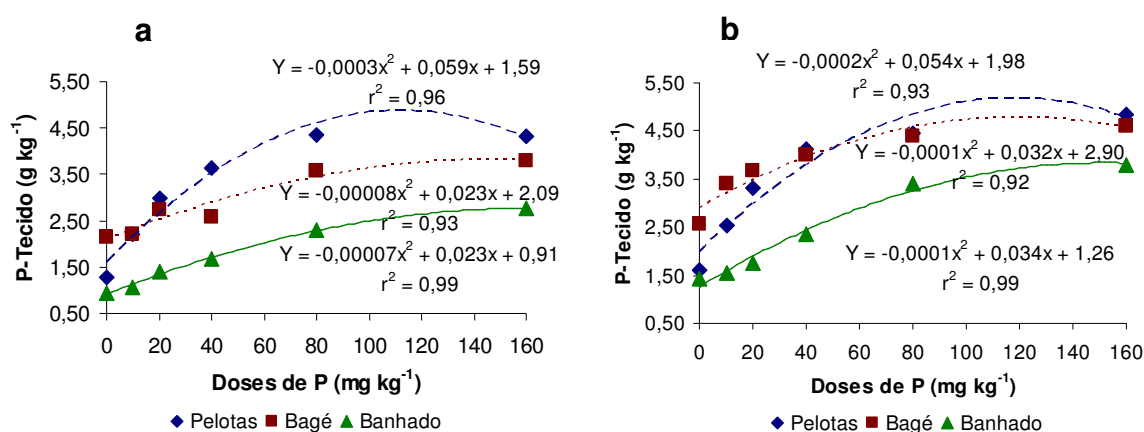 a
Y = -0,0003x² + 0,059x + 1,59
r² = 0,96
Y = -0,00008x² + 0,023x + 2,09
r² = 0,93
Y = -0,00007x² + 0,023x + 0,91
r² = 0,99
P-Tecido (g kg⁻¹)
5,50
4,50
3,50
2,50
1,50
0,50
0 20 40 60 80 100 120 140 160
Doses de P (mg kg⁻¹)
Pelotas Bagé Banhado
b
Y = -0,0002x² + 0,054x + 1,98
r² = 0,93
Y = -0,0001x² + 0,032x + 2,90
r² = 0,92
Y = -0,0001x² + 0,034x + 1,26
r² = 0,99
P-Tecido (g kg⁻¹)
5,50
4,50
3,50
2,50
1,50
0,50
0 20 40 60 80 100 120 140 160
Doses de P (mg kg⁻¹)
Pelotas Bagé Banhado